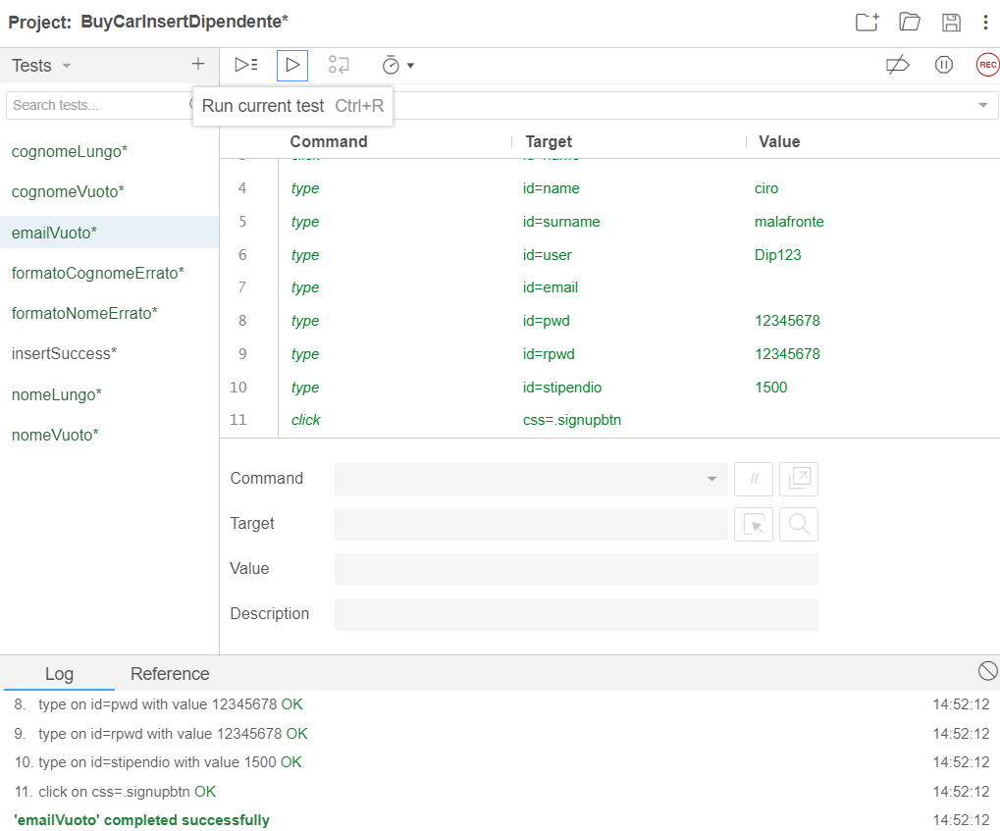 Project: BuyCarInsertDipendente*
Tests
Search tests...
Run current test Ctrl+R
REC
cognomeLungo*
cognomeVuoto*
emailVuoto*
formatoCognomeErrato*
formatoNomeErrato*
insertSuccess*
nomeLungo*
nomeVuoto*
Command Target Value
3 click id=name
4 type id=name ciro
5 type id=surname malafronte
6 type id=user Dip123
7 type id=email
8 type id=pwd 12345678
9 type id=rpwd 12345678
10 type id=stipendio 1500
11 click css=.signupbtn
Command //
Target
Value
Description
Log Reference
8. type on id=pwd with value 12345678 OK 14:52:12
9. type on id=rpwd with value 12345678 OK 14:52:12
10. type on id=stipendio with value 1500 OK 14:52:12
11. click on css=.signupbtn OK 14:52:12
'emailVuoto' completed successfully 14:52:12